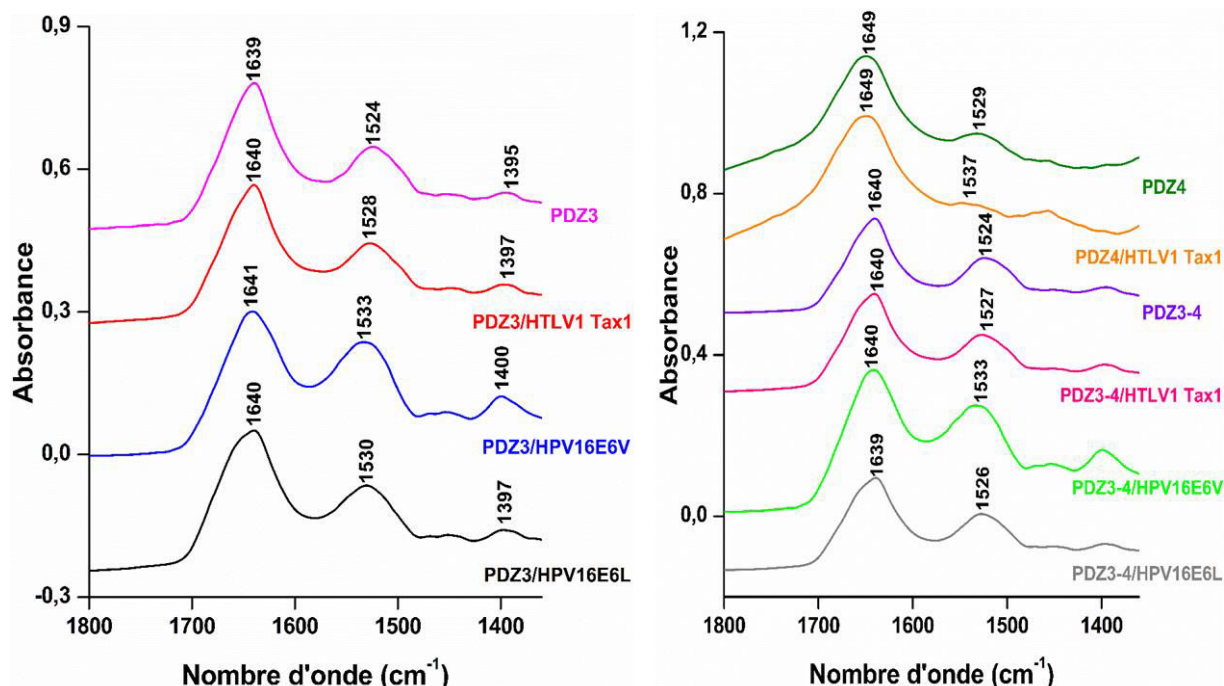 0,9
0,6
0,3
0,0
-0,3
Absorbance
1639
1524
1395
PDZ3
1640
1528
1397
PDZ3/HTLV1 Tax1
1641
1533
1400
PDZ3/HPV16E6V
1640
1530
1397
PDZ3/HPV16E6L
1800 1700 1600 1500 1400
Nombre d'onde (cm⁻¹)
1,2
0,8
0,4
0,0
Absorbance
1649
1529
PDZ4
1649
1537
PDZ4/HTLV1 Tax1
1640
1524
PDZ3-4
1640
1527
PDZ3-4/HTLV1 Tax1
1640
1533
PDZ3-4/HPV16E6V
1639
1526
PDZ3-4/HPV16E6L
1800 1700 1600 1500 1400
Nombre d'onde (cm⁻¹)